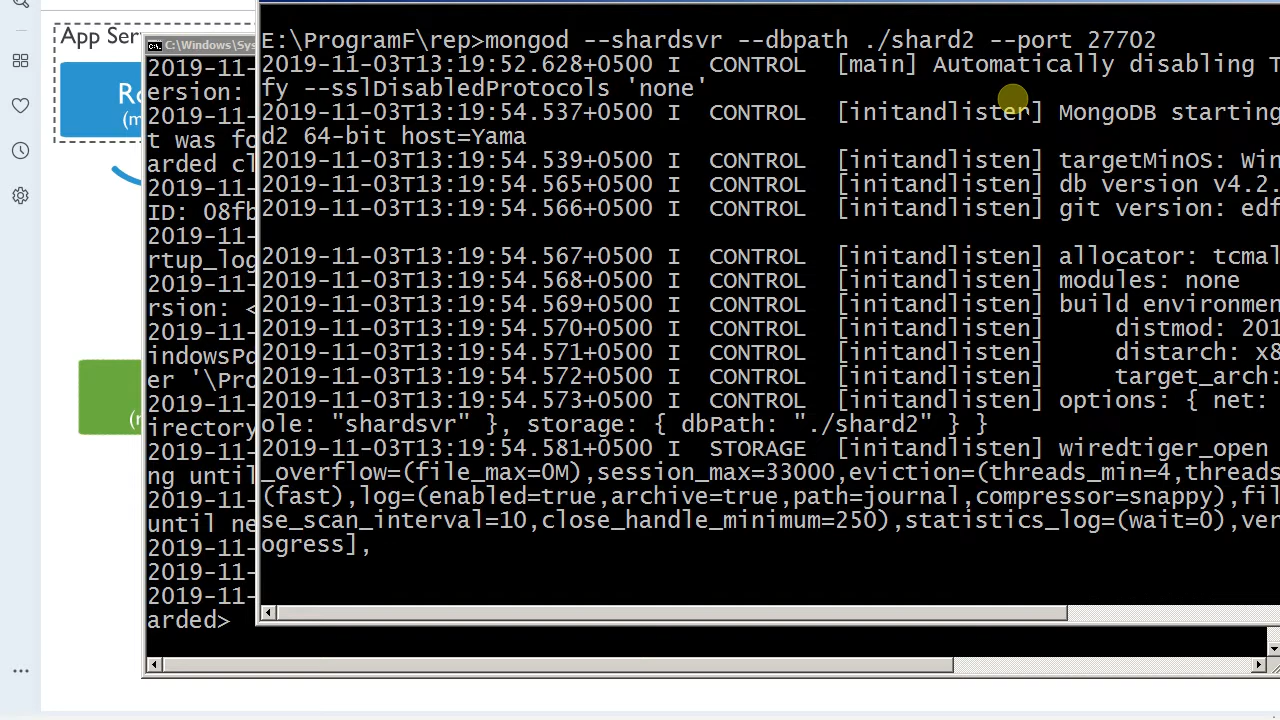 App Ser
Ro
(m
(m
C:\Windows\Sys
2019-11-
ersion:
2019-11-
t was fo
arded cl
2019-11-
ID: 08fb
2019-11-
rtup_log
2019-11-
rsion: <
2019-11-
indowsPd
er '\Pro
2019-11-
irectory
2019-11-
ng until
2019-11-
until ne
2019-11-
2019-11-
2019-11-
arded>
E:\ProgramF\rep>mongod --shardsvr --dbpath ./shard2 --port 27702
2019-11-03T13:19:52.628+0500 I  CONTROL  [main] Automatically disabling T
fy --sslDisabledProtocols 'none'
2019-11-03T13:19:54.537+0500 I  CONTROL  [initandlisten] MongoDB starting
d2 64-bit host=Yama
2019-11-03T13:19:54.539+0500 I  CONTROL  [initandlisten] targetMinOS: Win
2019-11-03T13:19:54.565+0500 I  CONTROL  [initandlisten] db version v4.2.
2019-11-03T13:19:54.566+0500 I  CONTROL  [initandlisten] git version: edf
2019-11-03T13:19:54.567+0500 I  CONTROL  [initandlisten] allocator: tcmal
2019-11-03T13:19:54.568+0500 I  CONTROL  [initandlisten] modules: none
2019-11-03T13:19:54.569+0500 I  CONTROL  [initandlisten] build environmen
2019-11-03T13:19:54.570+0500 I  CONTROL  [initandlisten]     distmod: 201
2019-11-03T13:19:54.571+0500 I  CONTROL  [initandlisten]     distarch: x8
2019-11-03T13:19:54.572+0500 I  CONTROL  [initandlisten]     target_arch:
2019-11-03T13:19:54.573+0500 I  CONTROL  [initandlisten] options: { net:
ole: "shardsvr" }, storage: { dbPath: "./shard2" } }
2019-11-03T13:19:54.581+0500 I  STORAGE  [initandlisten] wiredtiger_open
_overflow=(file_max=0M),session_max=33000,eviction=(threads_min=4,threads
(fast),log=(enabled=true,archive=true,path=journal,compressor=snappy),fil
se_scan_interval=10,close_handle_minimum=250),statistics_log=(wait=0),ver
ogress],